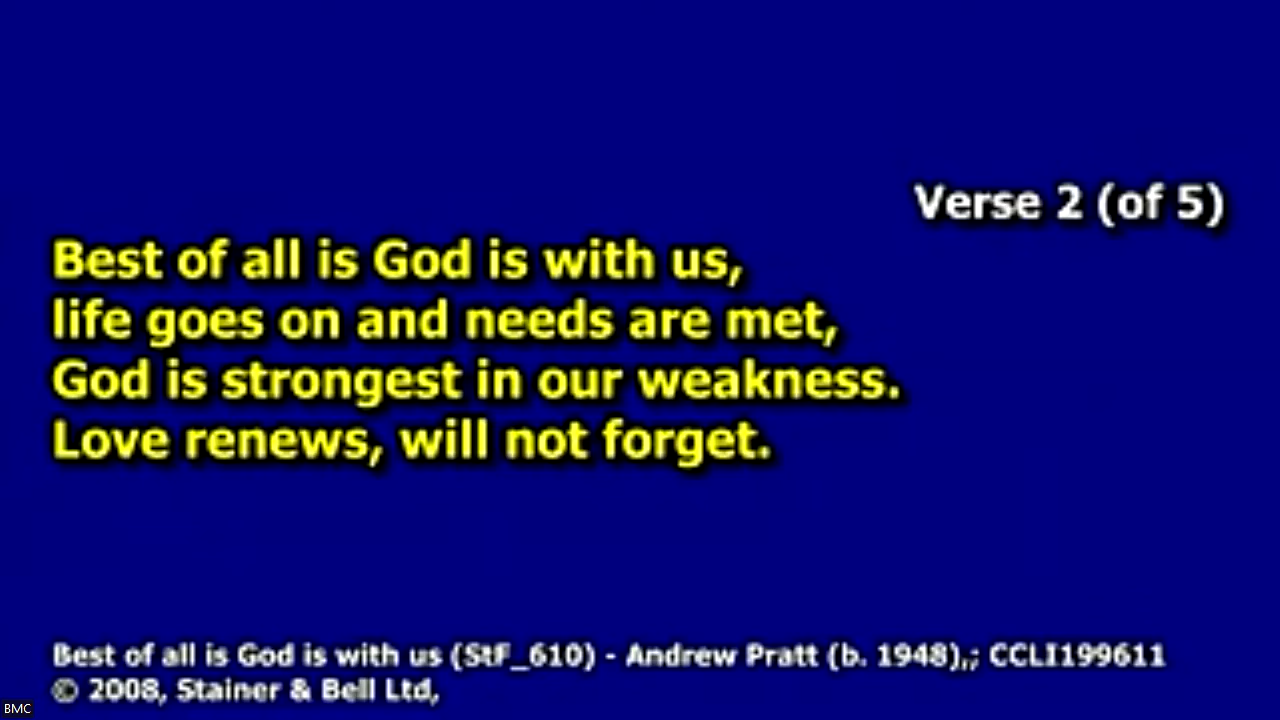 Verse 2 (of 5)
Best of all is God is with us,
life goes on and needs are met,
God is strongest in our weakness.
Love renews, will not forget.
Best of all is God is with us (StF_610) - Andrew Pratt (b. 1948),; CCLI199611
© 2008, Stainer & Bell Ltd,
BMC